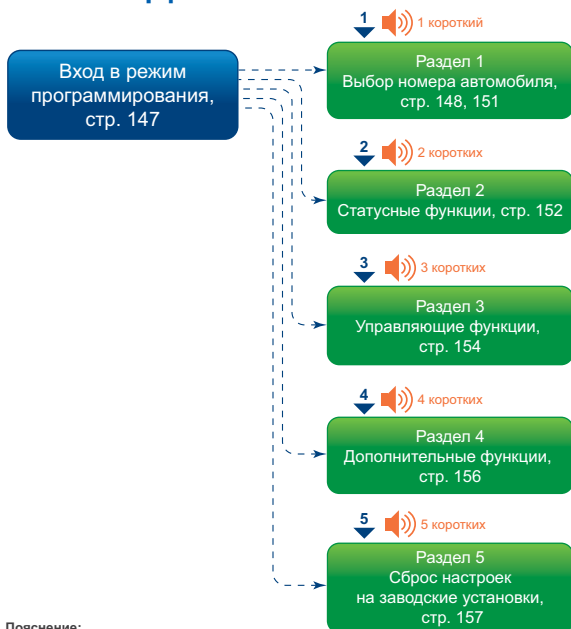 1 1 короткий
Вход в режим
программирования,
стр. 147
Раздел 1
Выбор номера автомобиля,
стр. 148, 151
2 2 коротких
Раздел 2
Статусные функции, стр. 152
3 3 коротких
Раздел 3
Управляющие функции,
стр. 154
4 4 коротких
Раздел 4
Дополнительные функции,
стр. 156
5 5 коротких
Раздел 5
Сброс настроек
на заводские установки,
стр. 157
Пояснение: